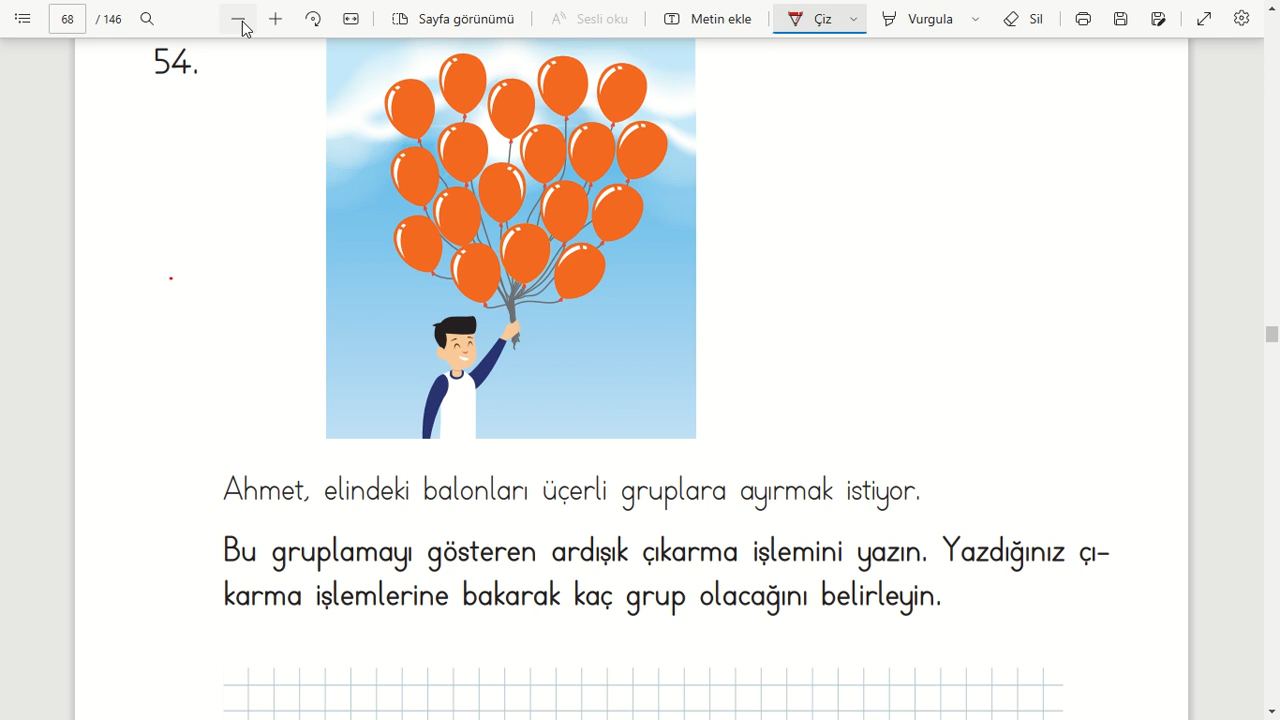 68 / 146 Sayfa görünümü Sesli oku Metin ekle Çiz Vurgula Sil
54.
Ahmet, elindeki balonları üçerli gruplara ayırmak istiyor.
Bu gruplamayı gösteren ardışık çıkarma işlemini yazın. Yazdığınız çı-
karma işlemlerine bakarak kaç grup olacağını belirleyin.